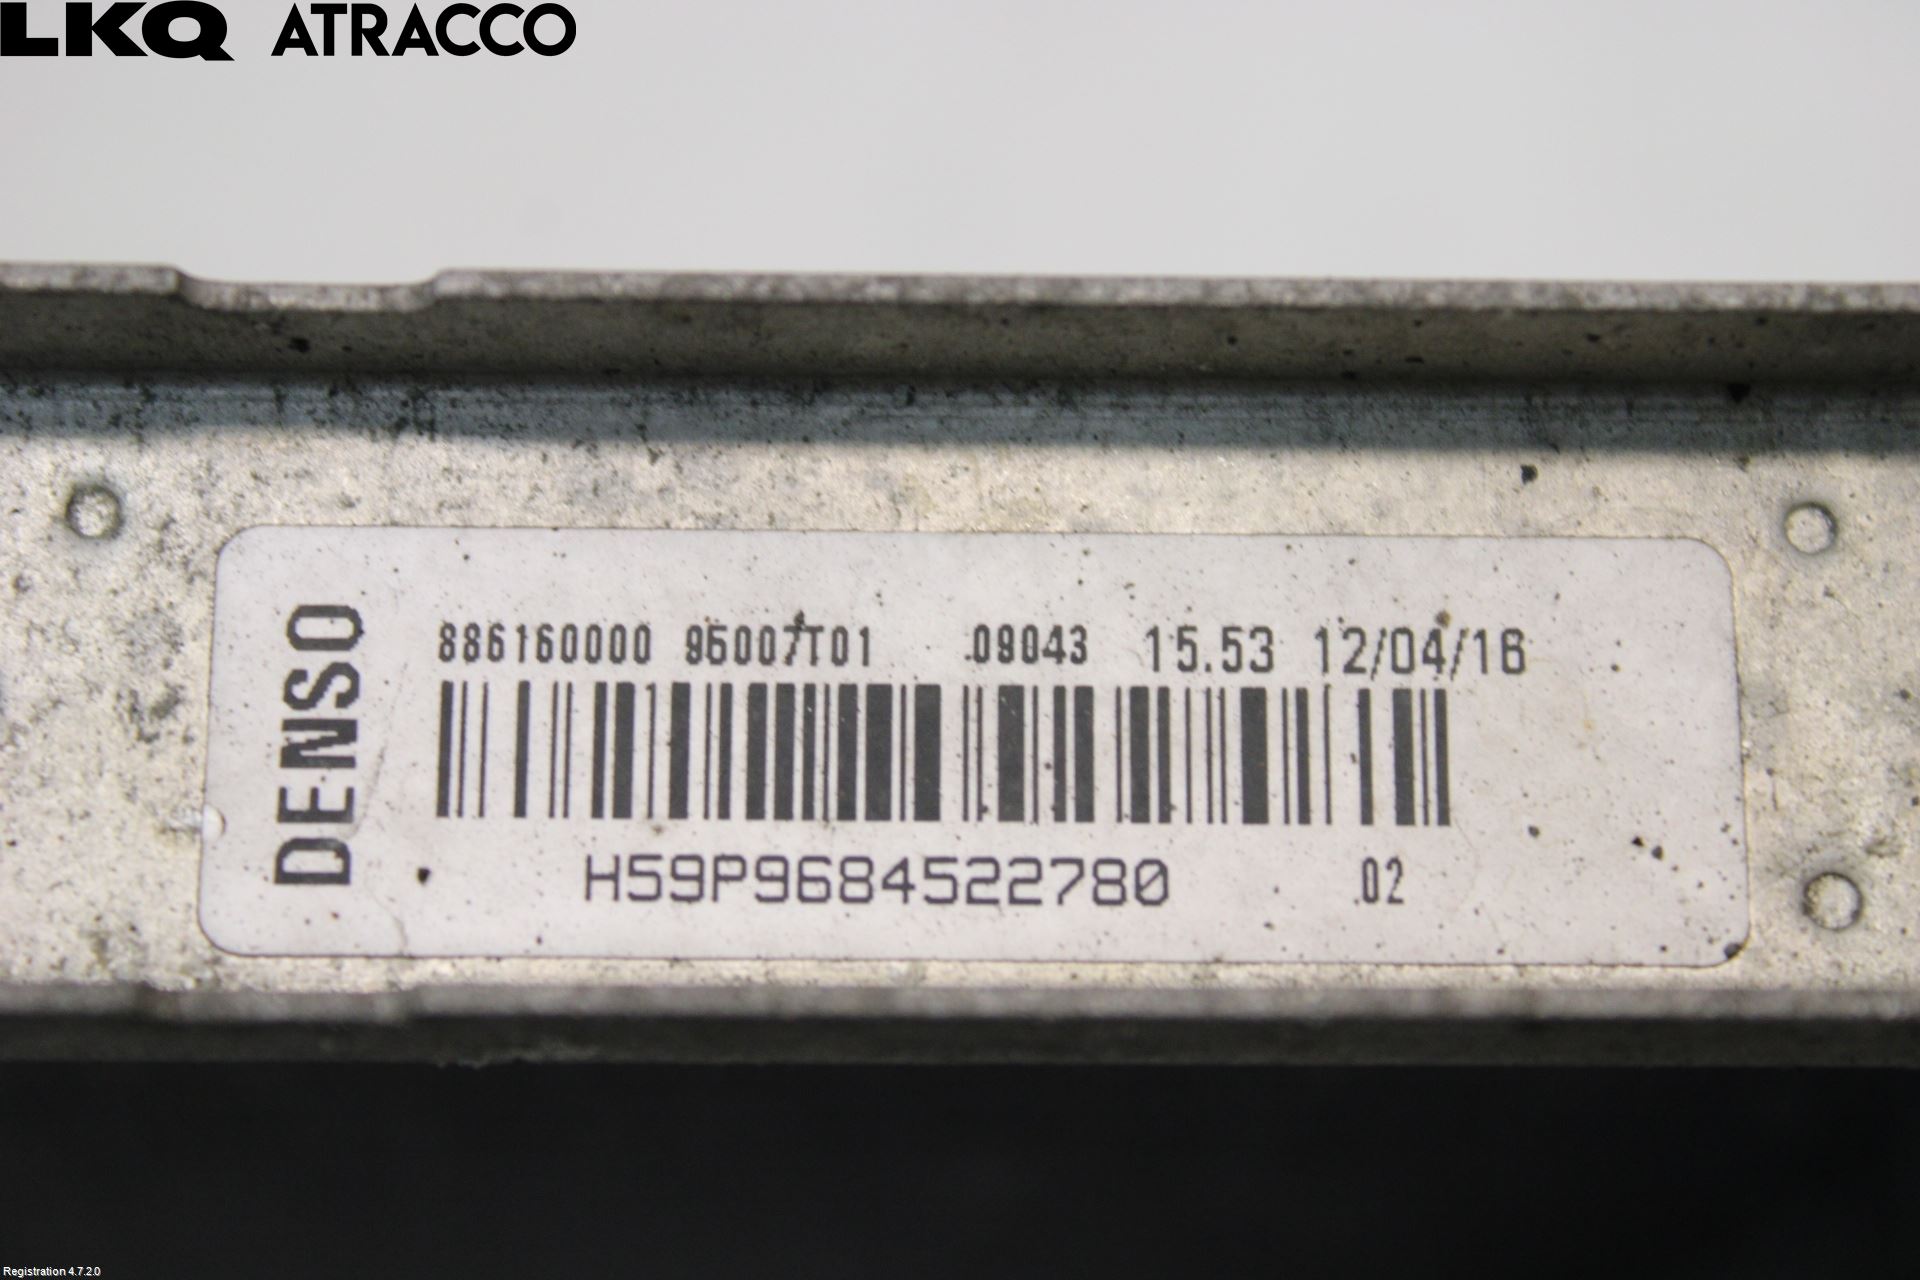 LKQ ATRACCO
DENSO
886160000 95007T01 .09043 15.53 12/04/16
H59P9684522780 .02
Registration 4.7.2.0